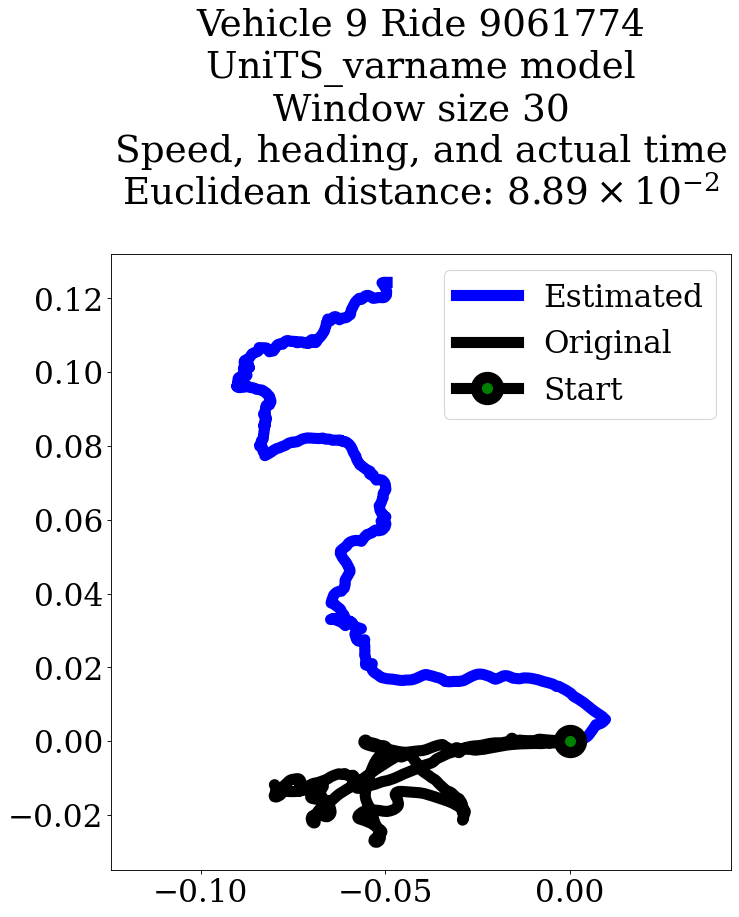 Vehicle 9 Ride 9061774
UniTS_varname model
Window size 30
Speed, heading, and actual time
Euclidean distance: 8.89 × 10⁻²
Estimated
Original
Start
0.12
0.10
0.08
0.06
0.04
0.02
0.00
−0.02
−0.10 −0.05 0.00